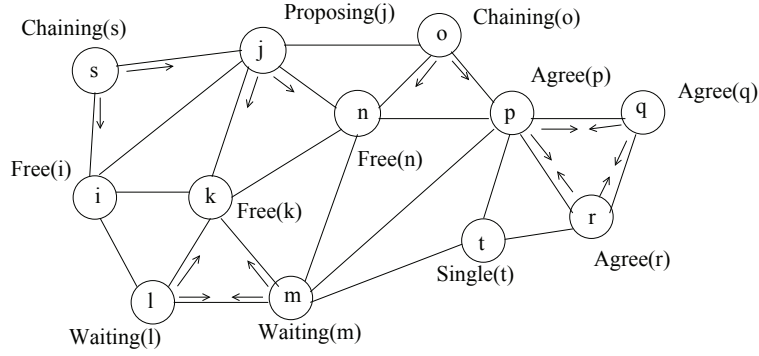 Proposing(j)
Chaining(o)
Chaining(s)
o
j
Agree(p)
s
Agree(q)
n
p
q
Free(i)
Free(n)
i
k
Free(k)
r
t
Single(t)
Agree(r)
l
m
Waiting(l)
Waiting(m)